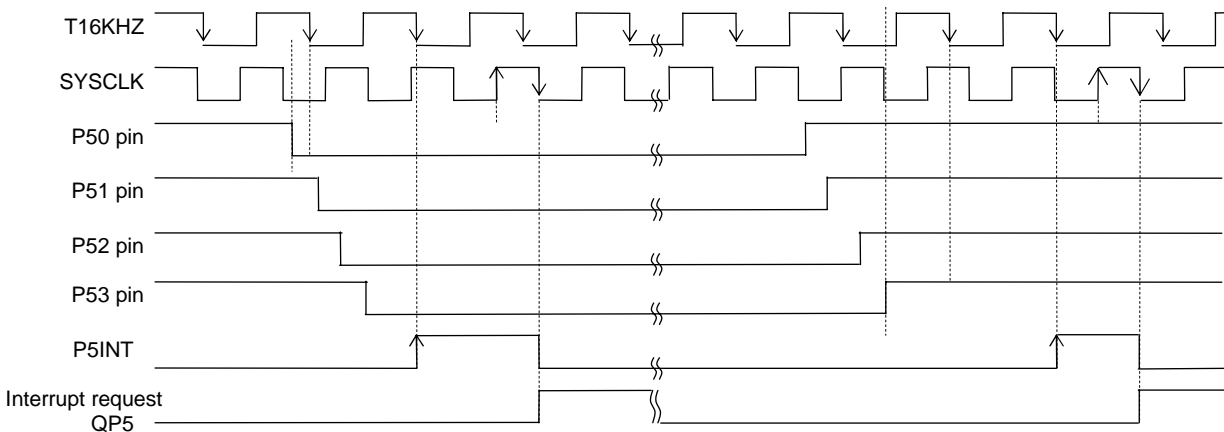 T16KHZ
SYSCLK
P50 pin
P51 pin
P52 pin
P53 pin
P5INT
Interrupt request
QP5